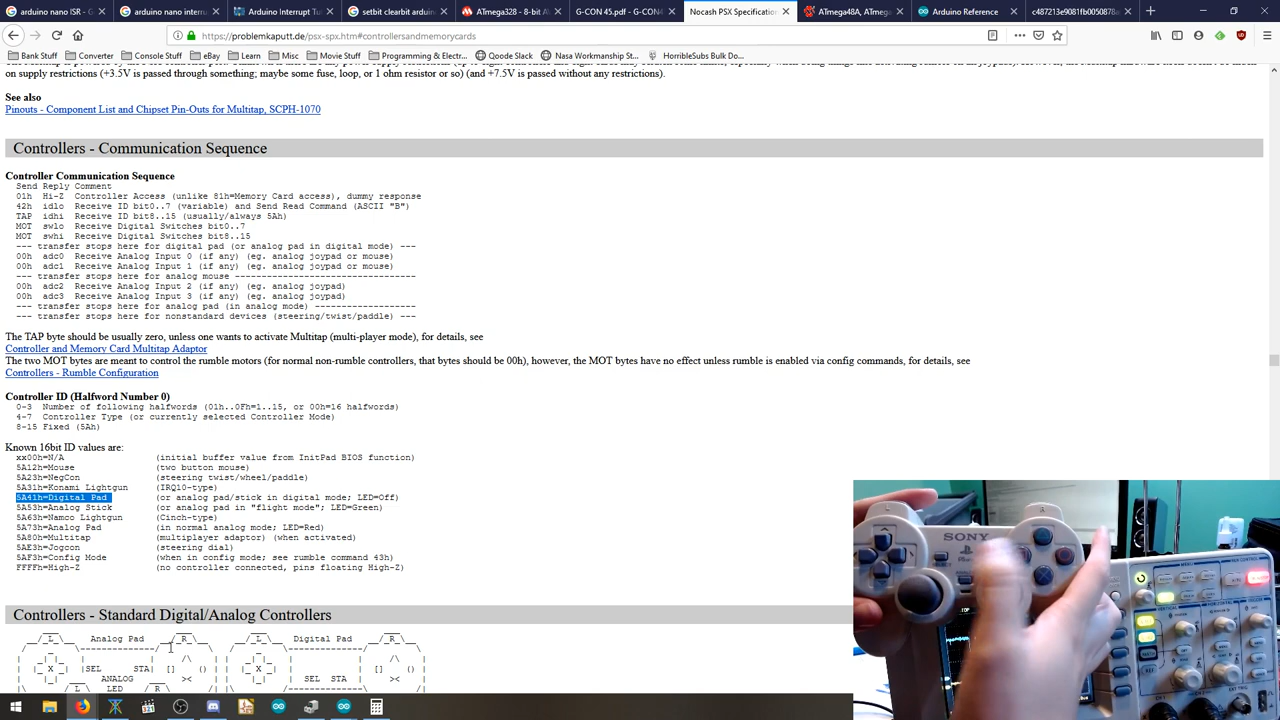 arduino nano ISR - G
arduino nano interru
Arduino Interrupt Tu
setbit clearbit arduin
ATmega328 - 8-bit AV
G-CON 45.pdf - G-CON4
Nocash PSX Specification
ATmega48A, ATmega
Arduino Reference
c487213e9081fb0050878a
https://problemkaputt.de/psx-spx.htm#controllersandmemorycards
Bank Stuff
Converter
Console Stuff
eBay
Learn
Misc
Movie Stuff
Programming & Electr...
Qoode Slack
Nasa Workmanship St...
HorribleSubs Batch D...
on supply restrictions (+3.5V is passed through something; maybe some fuse, loop, or 1 ohm resistor or so) (and +7.5V is passed without any restrictions).
See also
Pinouts - Component List and Chipset Pin-Outs for Multitap, SCPH-1070
Controllers - Communication Sequence
Controller Communication Sequence
Send Reply Comment
01h Hi-Z Controller Access (unlike 81h=Memory Card access), dummy response
42h idlo Receive ID bit0..7 (variable) and Send Read Command (ASCII "B")
TAP idhi Receive ID bit8..15 (usually/always 5Ah)
MOT swlo Receive Digital Switches bit0..7
MOT swhi Receive Digital Switches bit8..15
--- transfer stops here for digital pad (or analog pad in digital mode) ---
00h adc0 Receive Analog Input 0 (if any) (eg. analog joypad or mouse)
00h adc1 Receive Analog Input 1 (if any) (eg. analog joypad or mouse)
--- transfer stops here for analog mouse ----------------------------------
00h adc2 Receive Analog Input 2 (if any) (eg. analog joypad)
00h adc3 Receive Analog Input 3 (if any) (eg. analog joypad)
--- transfer stops here for analog pad (in analog mode) -------------------
--- transfer stops here for nonstandard devices (steering/twist/paddle) ---
The TAP byte should be usually zero, unless one wants to activate Multitap (multi-player mode), for details, see
Controller and Memory Card Multitap Adaptor
The two MOT bytes are meant to control the rumble motors (for normal non-rumble controllers, that bytes should be 00h), however, the MOT bytes have no effect unless rumble is enabled via config commands, for details, see
Controllers - Rumble Configuration
Controller ID (Halfword Number 0)
0-3 Number of following halfwords (01h..0Fh=1..15, or 00h=16 halfwords)
4-7 Controller Type (or currently selected Controller Mode)
8-15 Fixed (5Ah)
Known 16bit ID values are:
xx00h=N/A (initial buffer value from InitPad BIOS function)
5A12h=Mouse (two button mouse)
5A23h=NegCon (steering twist/wheel/paddle)
5A31h=Konami Lightgun (IRQ10-type)
5A41h=Digital Pad (or analog pad/stick in digital mode; LED=Off)
5A53h=Analog Stick (or analog pad in "flight mode"; LED=Green)
5A63h=Namco Lightgun (Cinch-type)
5A73h=Analog Pad (in normal analog mode; LED=Red)
5A80h=Multitap (multiplayer adaptor) (when activated)
5AE3h=Jogcon (steering dial)
5AF3h=Config Mode (when in config mode; see rumble command 43h)
FFFFh=High-Z (no controller connected, pins floating High-Z)
Controllers - Standard Digital/Analog Controllers
L Analog Pad R L Digital Pad R
X SEL STA [] () X [] ()
ANALOG >< SEL STA ><
L LED R
SONY